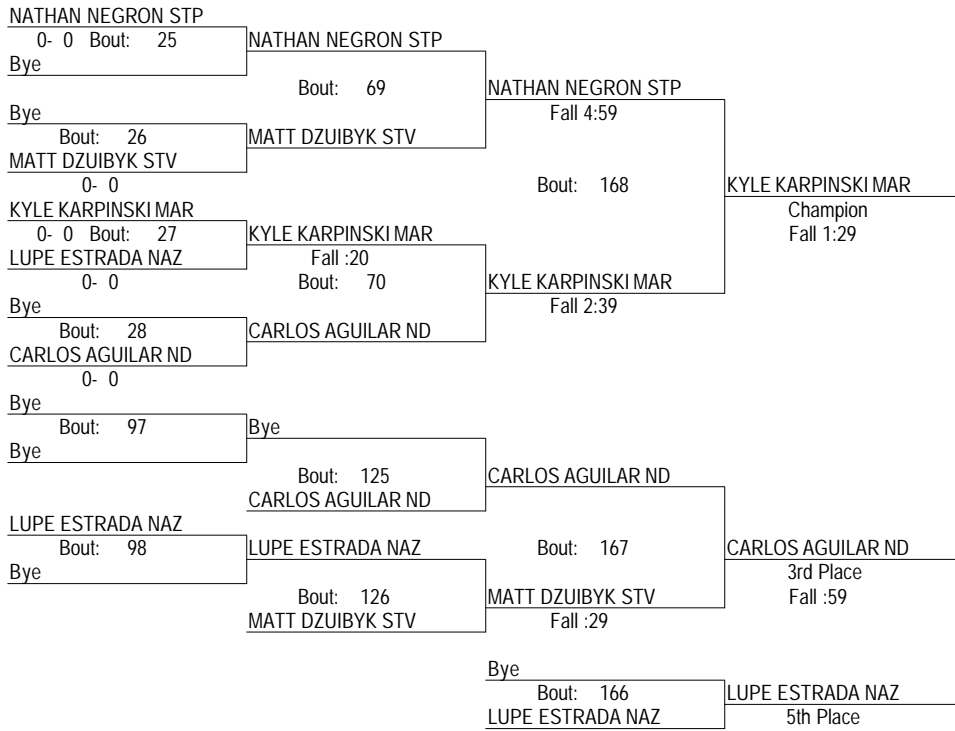 NATHAN NEGRON STP
0- 0 Bout: 25
NATHAN NEGRON STP
Bye
Bout: 69
NATHAN NEGRON STP
Fall 4:59
Bye
Bout: 26
MATT DZUIBYK STV
MATT DZUIBYK STV
0- 0
Bout: 168
KYLE KARPINSKI MAR
Champion
Fall 1:29
KYLE KARPINSKI MAR
0- 0 Bout: 27
KYLE KARPINSKI MAR
Fall :20
LUPE ESTRADA NAZ
0- 0
Bout: 70
KYLE KARPINSKI MAR
Fall 2:39
Bye
Bout: 28
CARLOS AGUILAR ND
CARLOS AGUILAR ND
0- 0
Bye
Bout: 97
Bye
Bye
Bout: 125
CARLOS AGUILAR ND
CARLOS AGUILAR ND
LUPE ESTRADA NAZ
Bout: 98
LUPE ESTRADA NAZ
Bout: 167
CARLOS AGUILAR ND
3rd Place
Fall :59
Bye
Bout: 126
MATT DZUIBYK STV
Fall :29
MATT DZUIBYK STV
Bye
Bout: 166
LUPE ESTRADA NAZ
5th Place
LUPE ESTRADA NAZ